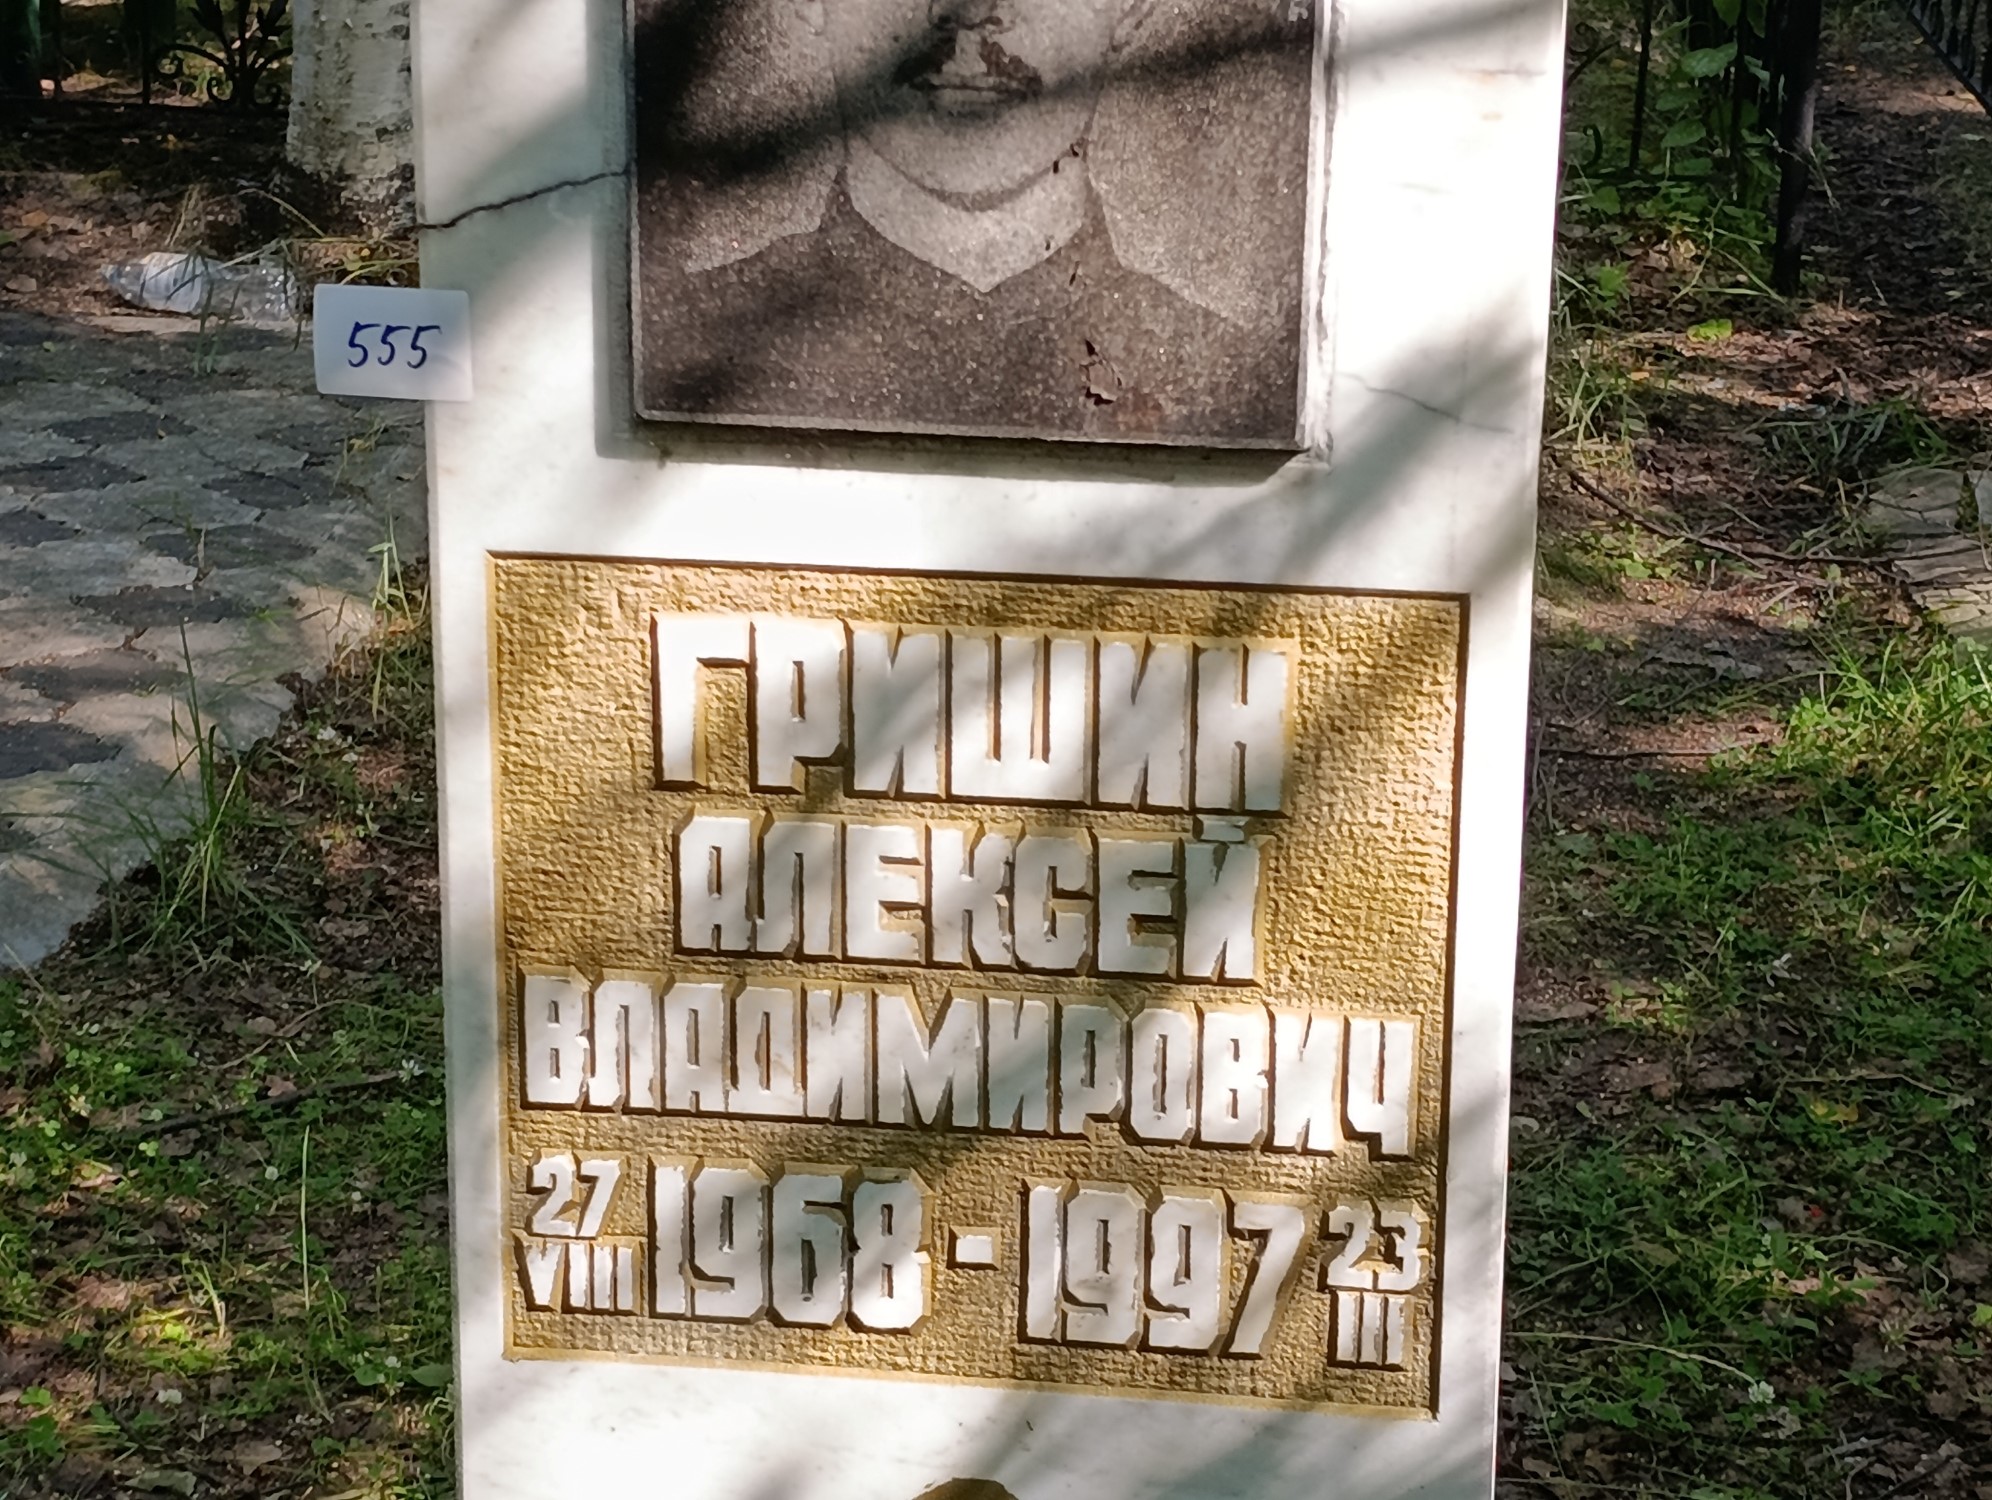 555
ГРИШИН
АЛЕКСЕЙ
ВЛАДИМИРОВИЧ
27 VIII 1968 - 1997 23 III